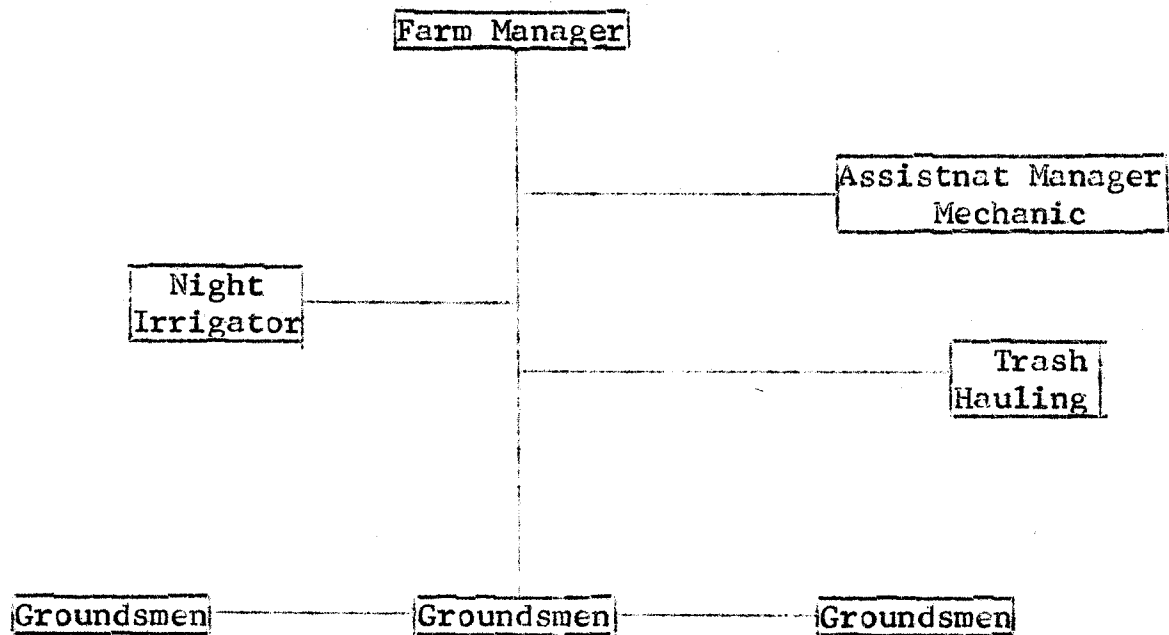 Farm Manager
Assistnat Manager
Mechanic
Night
Irrigator
Trash
Hauling
Groundsmen Groundsmen Groundsmen